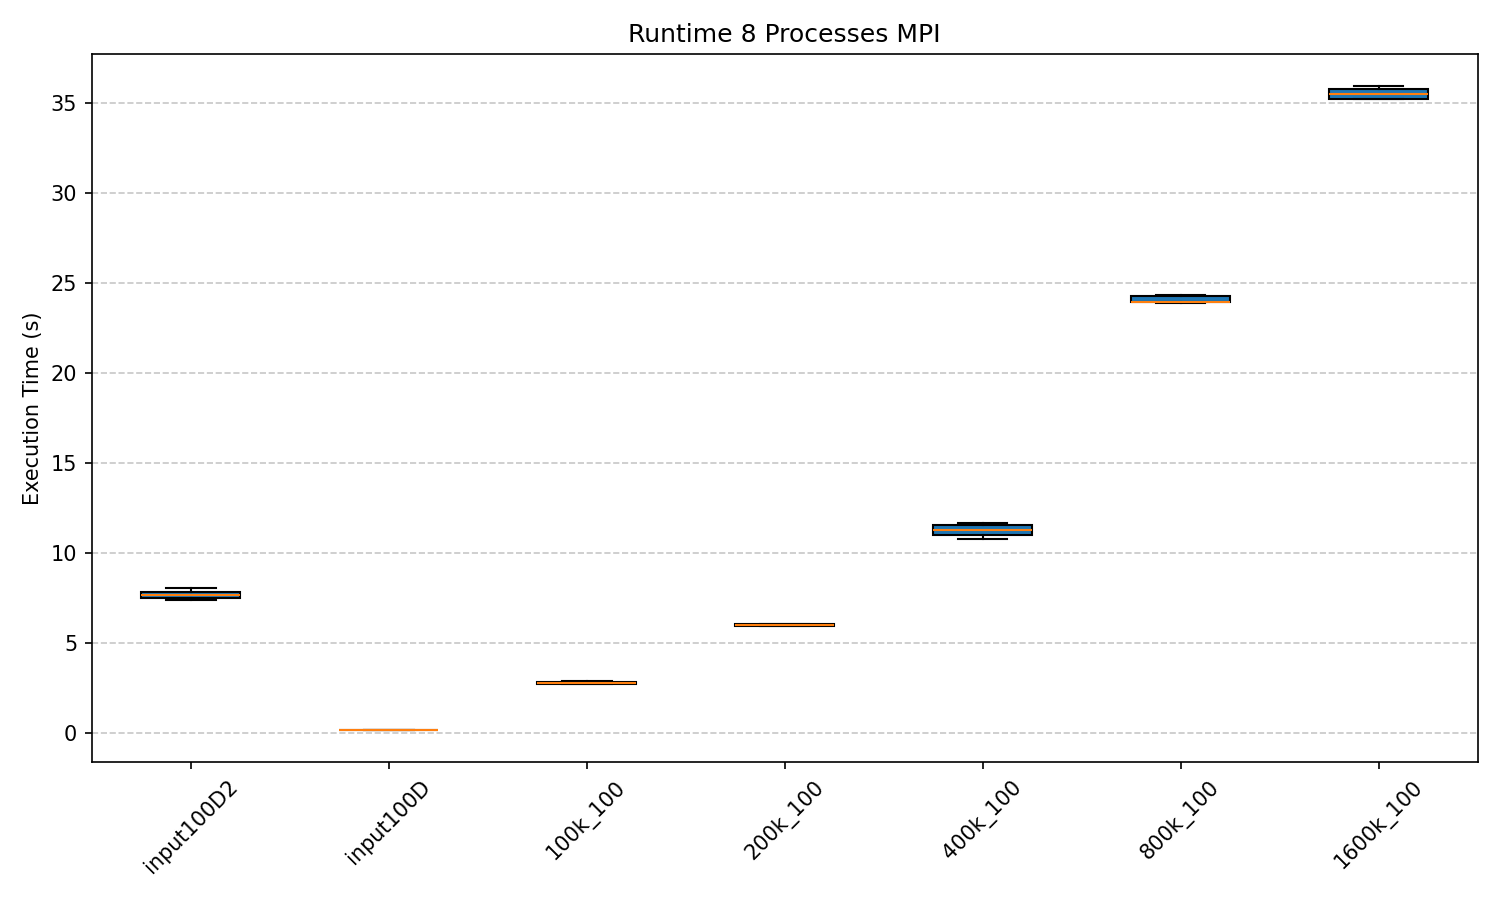 Runtime 8 Processes MPI
Execution Time (s)
35
30
25
20
15
10
5
0
input100D2
input100D
100k_100
200k_100
400k_100
800k_100
1600k_100